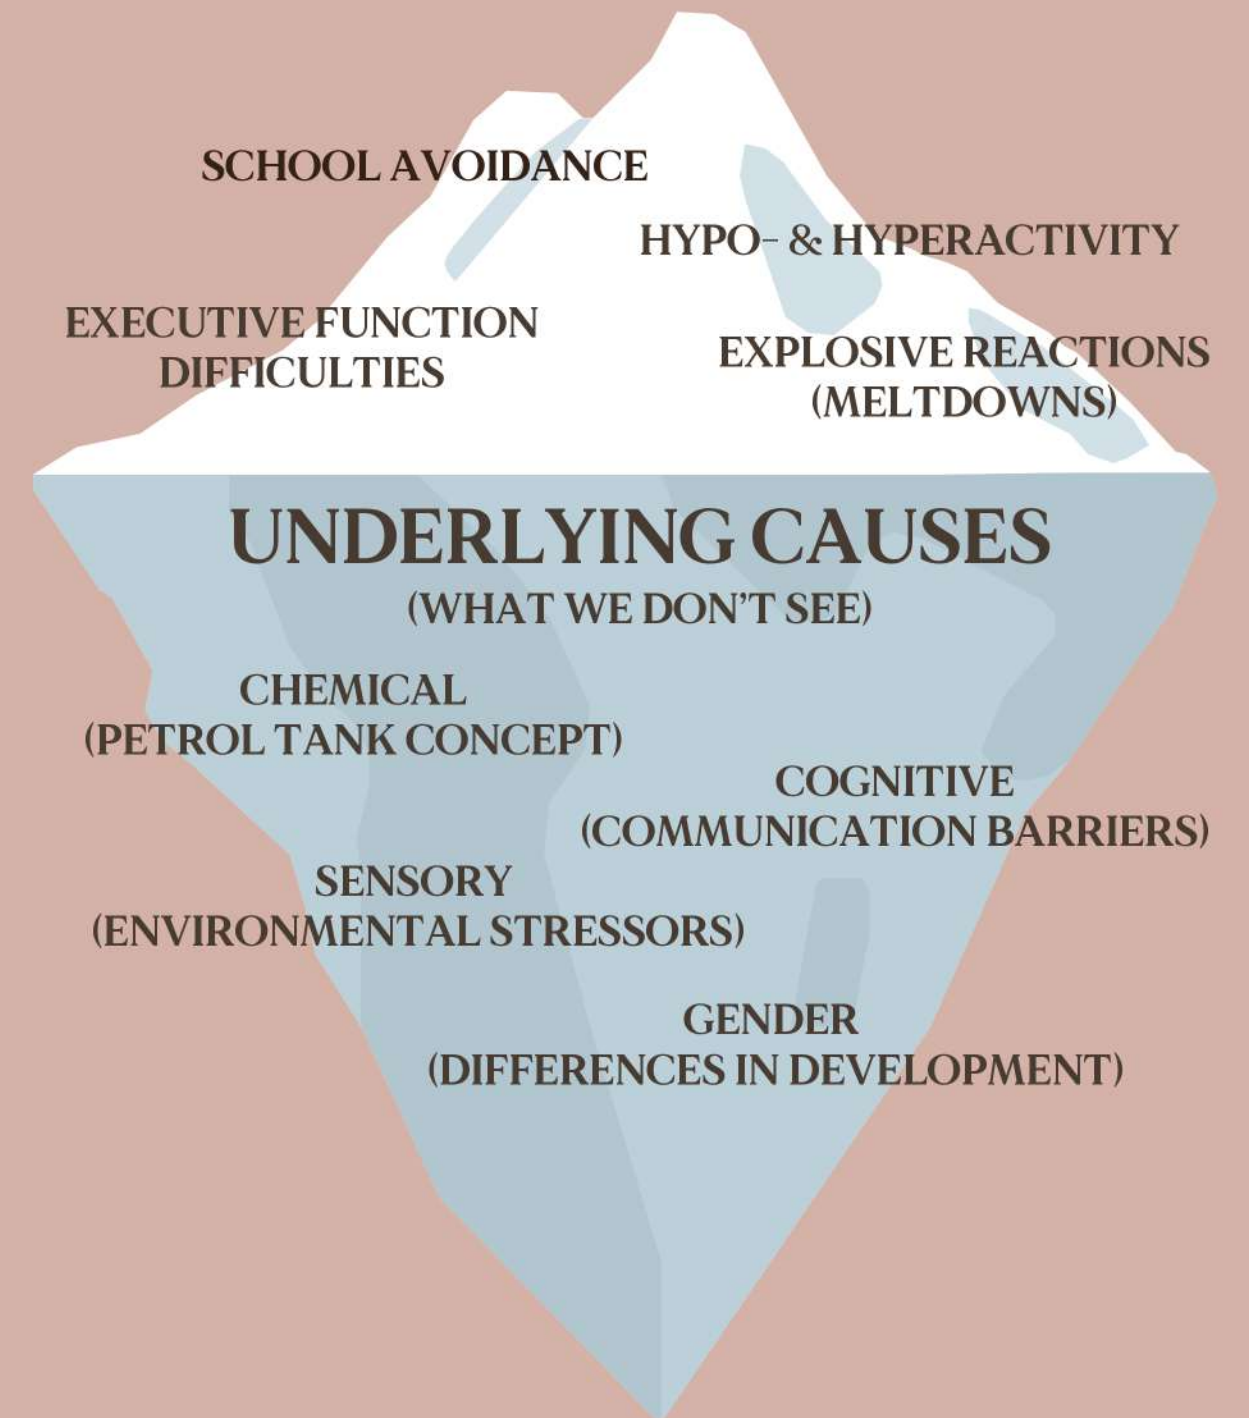 SCHOOL AVOIDANCE
HYPO- & HYPERACTIVITY
EXECUTIVE FUNCTION
DIFFICULTIES
EXPLOSIVE REACTIONS
(MELTDOWNS)
UNDERLYING CAUSES
(WHAT WE DON'T SEE)
CHEMICAL
(PETROL TANK CONCEPT)
COGNITIVE
(COMMUNICATION BARRIERS)
SENSORY
(ENVIRONMENTAL STRESSORS)
GENDER
(DIFFERENCES IN DEVELOPMENT)